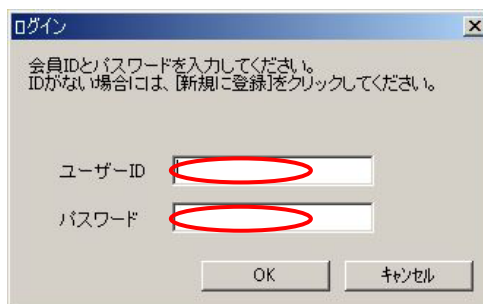 ログイン
会員IDとパスワードを入力してください。
IDがない場合には、[新規に登録]をクリックしてください。
ユーザーID
パスワード
OK
キャンセル